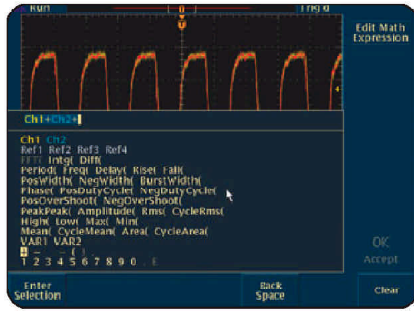 Run Trig'd
Edit Math
Expression
Ch1+Ch2+
Ch1 Ch2
Ref1 Ref2 Ref3 Ref4
FFT( Intg( Diff(
Period( Freq( Delay( Rise( Fall(
PosWidth( NegWidth( BurstWidth(
Phase( PosDutyCycle( NegDutyCycle(
PosOverShoot( NegOverShoot(
PeakPeak( Amplitude( Rms( CycleRms(
High( Low( Max( Min(
Mean( CycleMean( Area( CycleArea(
VAR1 VAR2
1 2 3 4 5 6 7 8 9 0 . E
OK
Accept
Enter
Selection
Back
Space
Clear